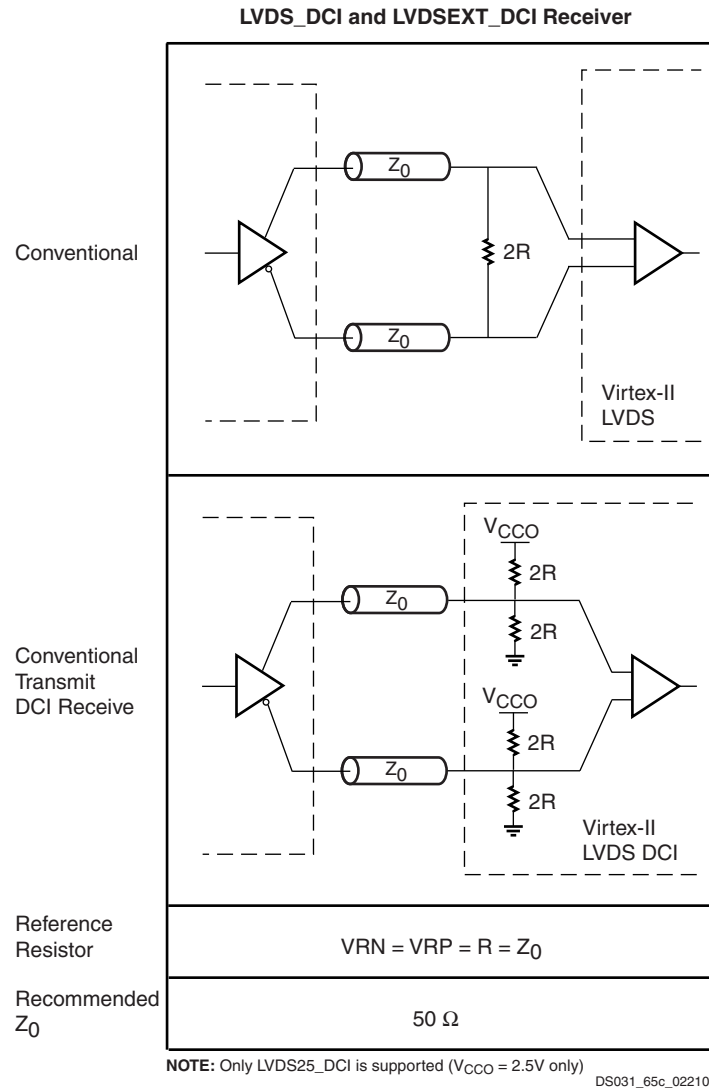 LVDS_DCI and LVDSEXT_DCI Receiver
Conventional
Z0
2R
Z0
Virtex-II
LVDS
Conventional
Transmit
DCI Receive
VCCO
2R
Z0
2R
VCCO
2R
Z0
2R
Virtex-II
LVDS DCI
Reference
Resistor
VRN = VRP = R = Z0
Recommended
Z0
50 Ω
NOTE: Only LVDS25_DCI is supported (VCCO = 2.5V only)
DS031_65c_02210